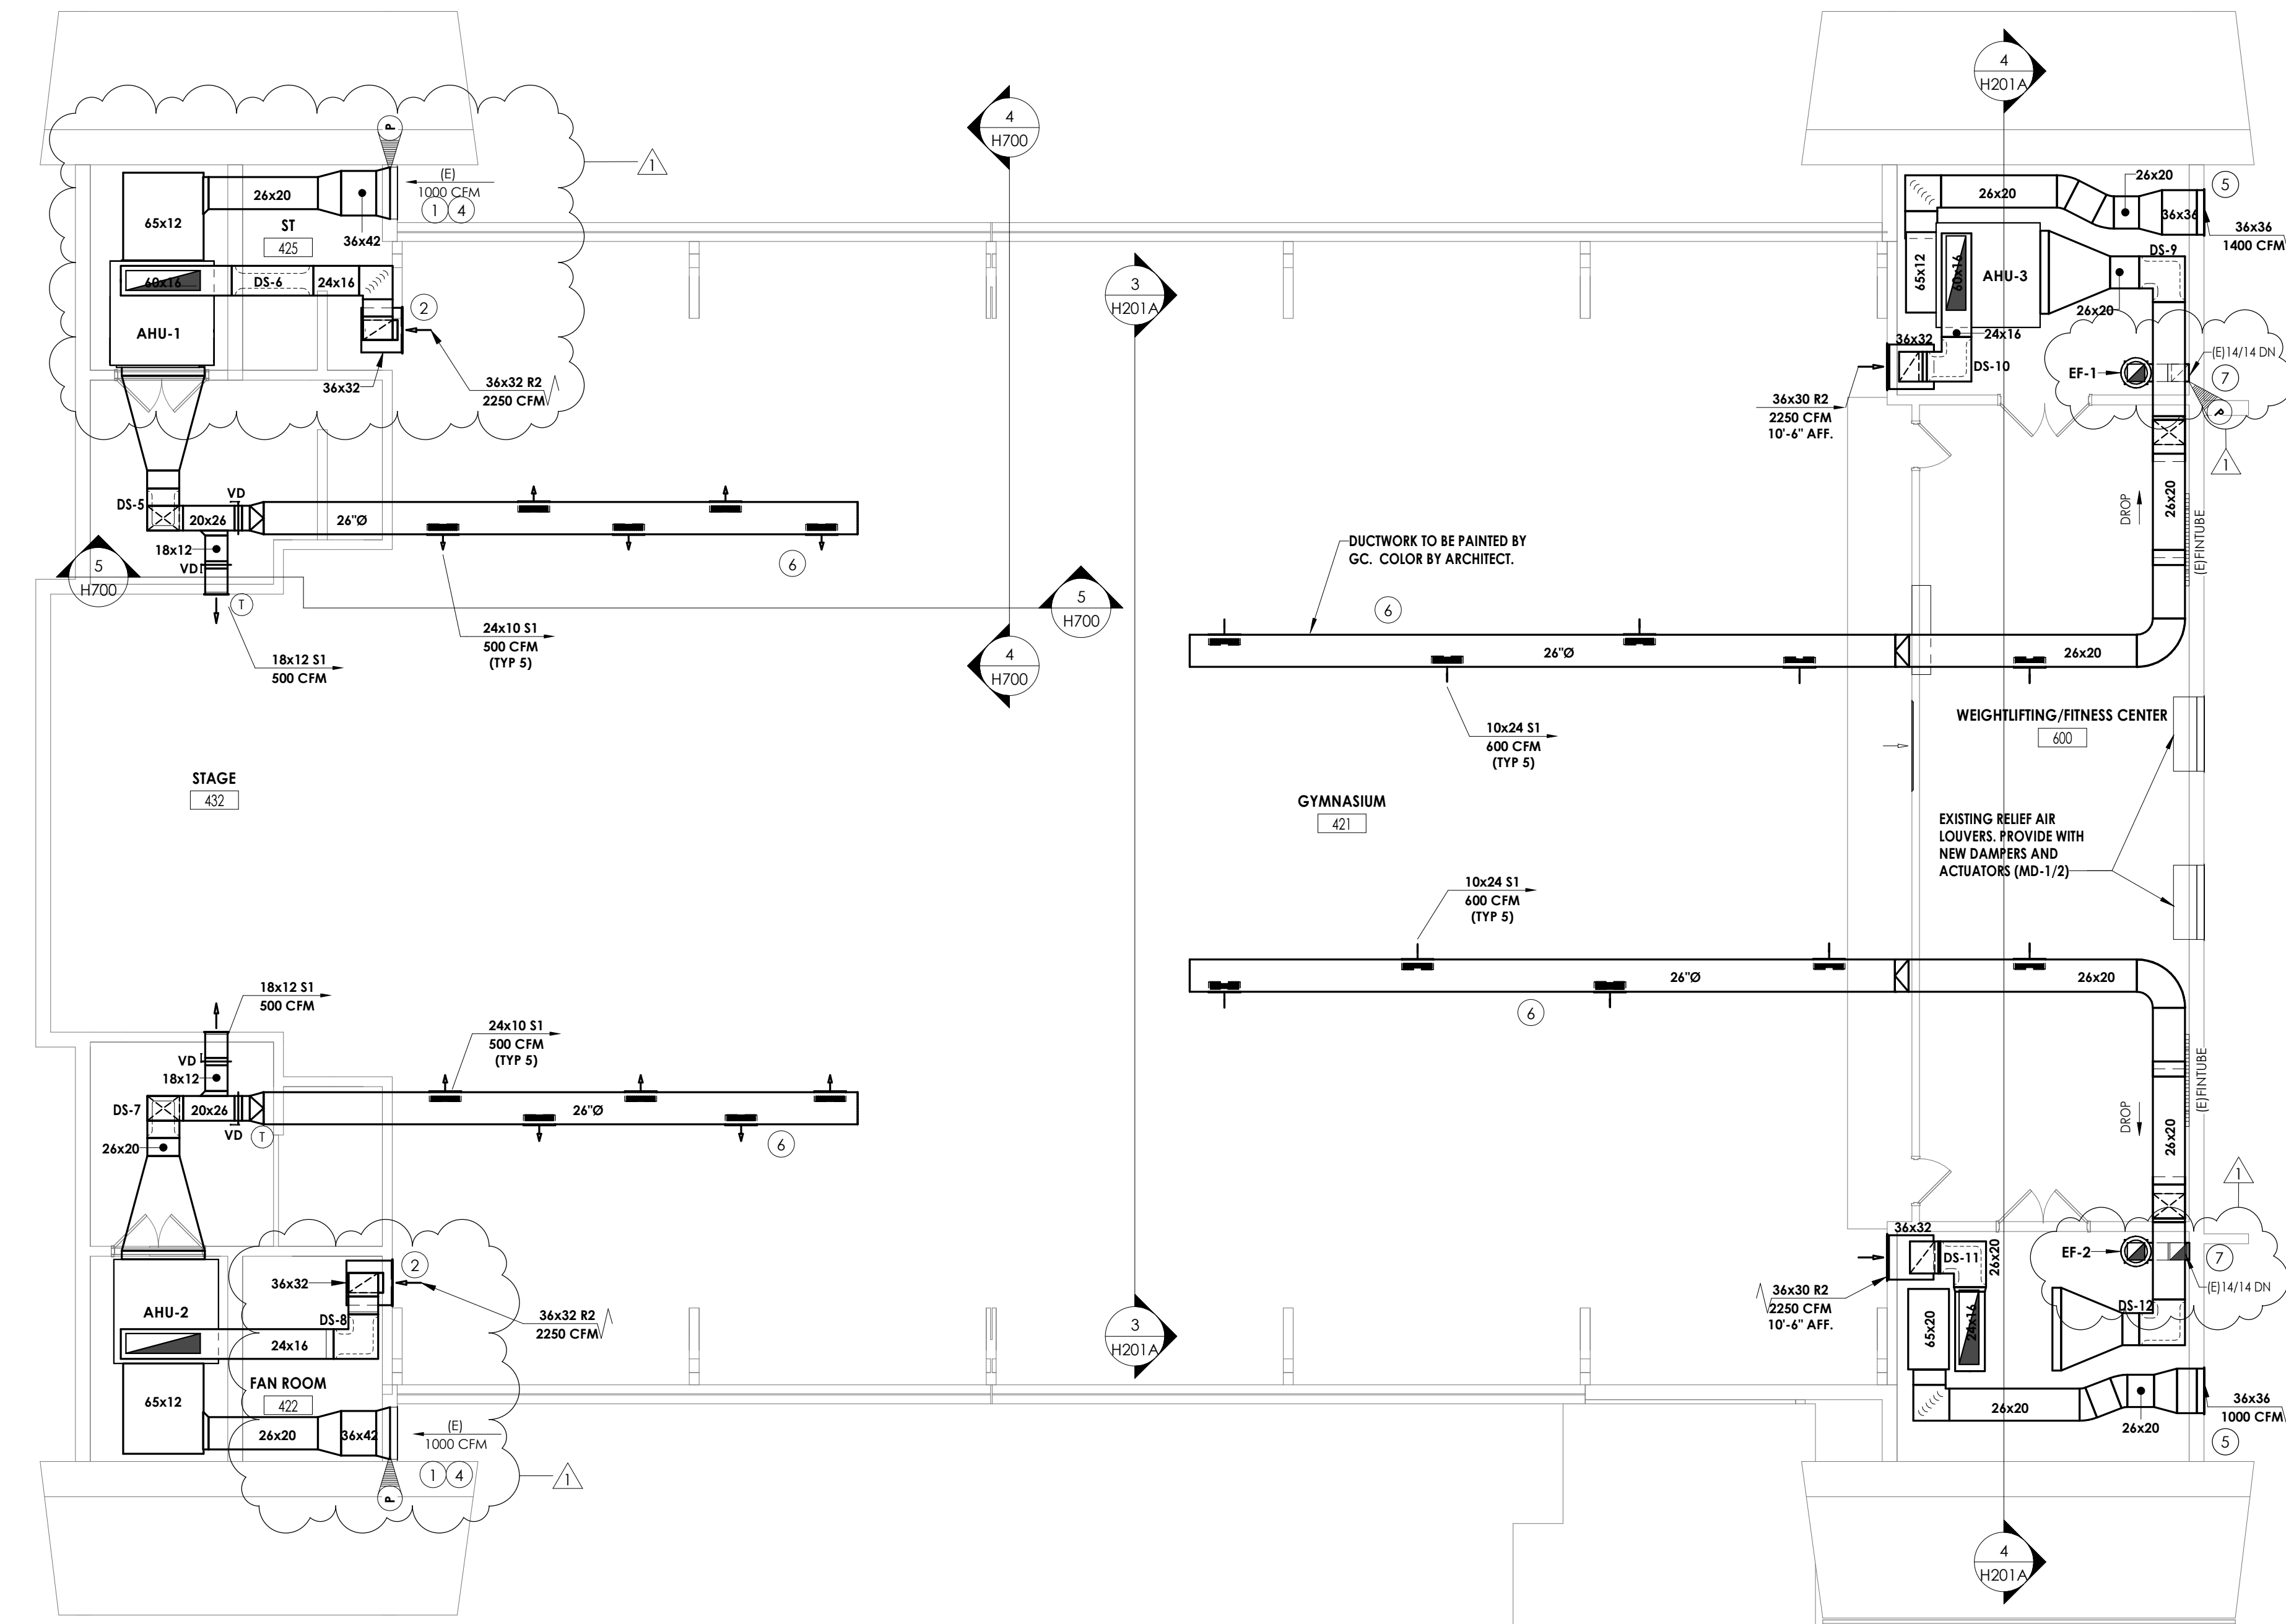 4
H201A
4
H700
P
1
(E)
1000 CFM
1 4
26x20
65x12
ST
425
36x42
60x16
DS-6
24x16
2
AHU-1
36x32
36x32 R2
2250 CFM
26x20
5
26x20
36x36
36x36
1400 CFM
DS-9
65x12
60x16
AHU-3
26x20
24x16
36x32
DS-10
EF-1
(E)14/14 DN
7
P
1
36x30 R2
2250 CFM
10'-6" AFF.
3
H201A
DS-5
VD
20x26
26"Ø
18x12
VD
6
5
H700
T
5
H700
24x10 S1
500 CFM
(TYP 5)
18x12 S1
500 CFM
4
H700
DROP
26x20
(E)FINTUBE
DUCTWORK TO BE PAINTED BY
GC. COLOR BY ARCHITECT.
6
26"Ø
26x20
10x24 S1
600 CFM
(TYP 5)
WEIGHTLIFTING/FITNESS CENTER
600
STAGE
432
GYMNASIUM
421
EXISTING RELIEF AIR
LOUVERS. PROVIDE WITH
NEW DAMPERS AND
ACTUATORS (MD-1/2)
10x24 S1
600 CFM
(TYP 5)
26"Ø
26x20
6
18x12 S1
500 CFM
24x10 S1
500 CFM
(TYP 5)
VD
18x12
DS-7
20x26
26"Ø
VD
T
6
26x20
(E)FINTUBE
DROP
26x20
1
36x32
2
36x32
DS-8
AHU-2
24x16
36x32 R2
2250 CFM
FAN ROOM
422
65x12
26x20
36x42
(E)
1000 CFM
1 4
P
1
3
H201A
36x32
DS-11
26x20
EF-2
7
(E)14/14 DN
36x30 R2
2250 CFM
10'-6" AFF.
DS-12
65x20
24x16
26x20
26x20
36x36
1000 CFM
5
4
H201A